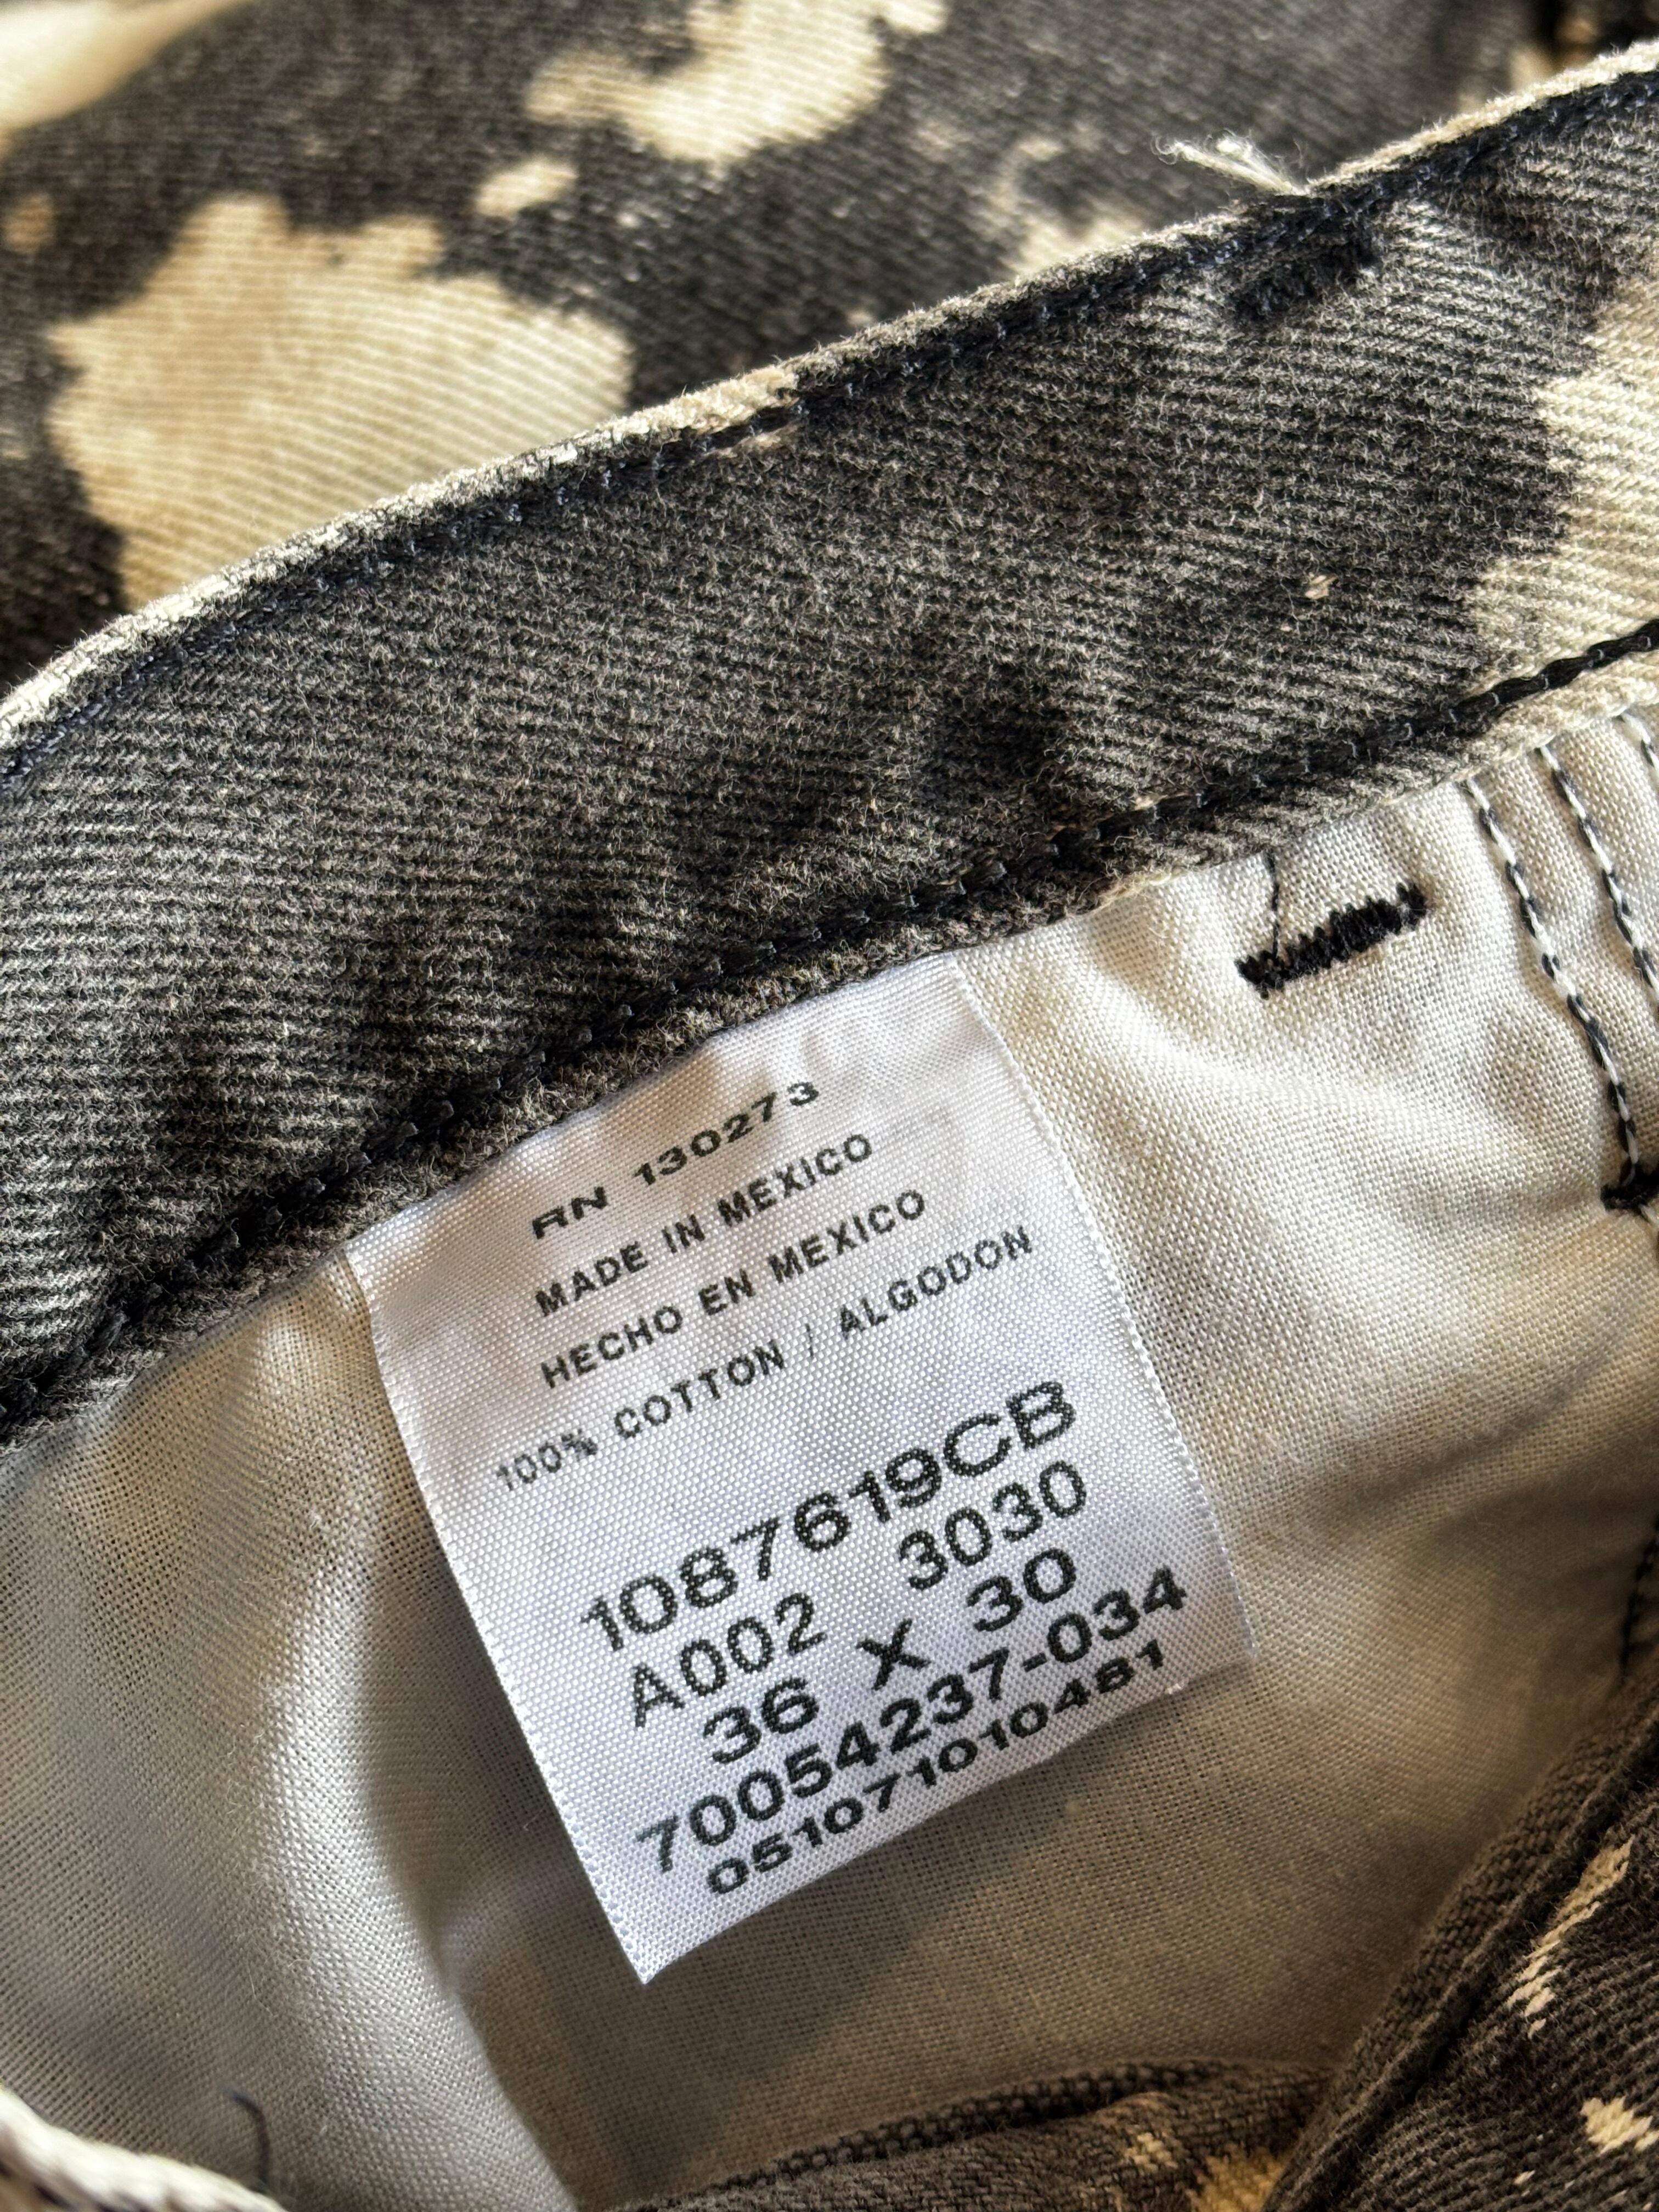 RN 130273
MADE IN MEXICO
HECHO EN MEXICO
100% COTTON / ALGODON
1087619CB
A002 3030
36 X 30
70054237-034
0510710104B1